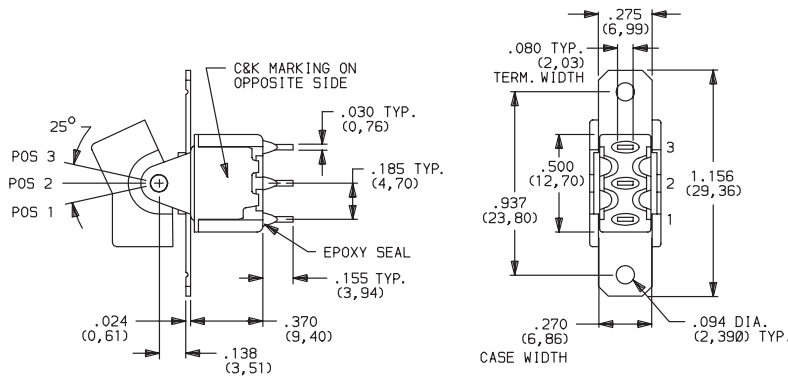 C&K MARKING ON
OPPOSITE SIDE
.030 TYP.
(0,76)
25°
POS 3
POS 2
POS 1
.185 TYP.
(4,70)
EPOXY SEAL
.155 TYP.
(3,94)
.024
(0,61)
.370
(9,40)
.138
(3,51)
.275
(6,99)
.080 TYP.
(2,03)
TERM. WIDTH
3
.500
(12,70)
2
1.156
(29,36)
.937
(23,80)
1
.270
(6,86)
CASE WIDTH
.094 DIA.
(2,390) TYP.